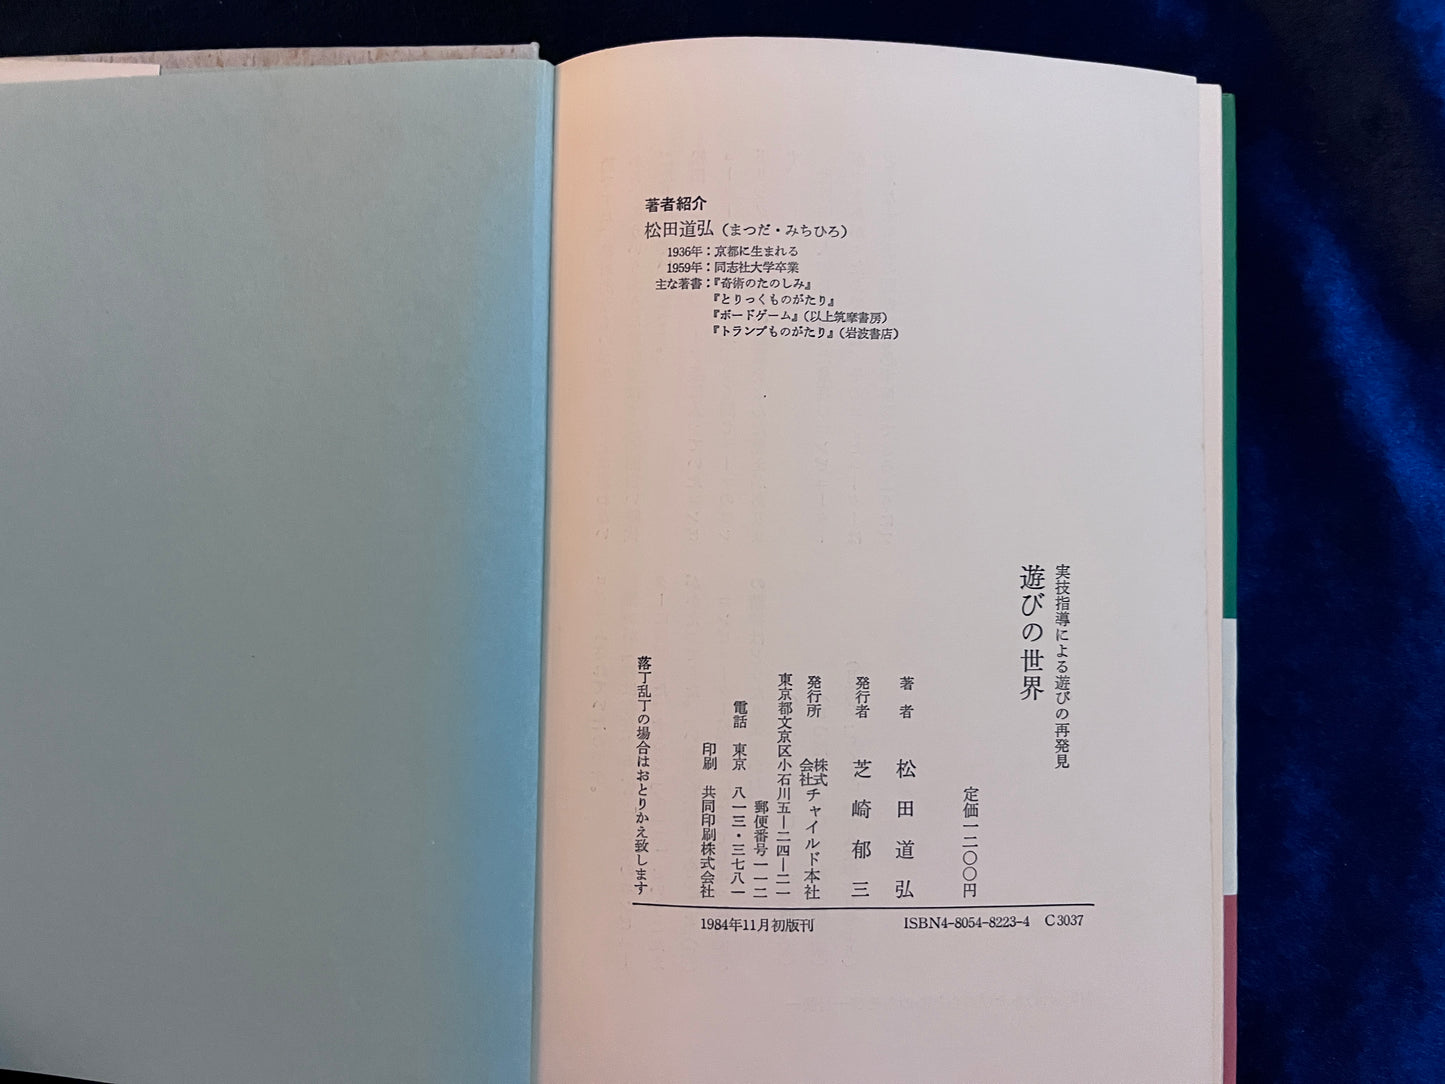 著者紹介
松田道弘（まつだ・みちひろ）
1936年：京都に生まれる
1959年：同志社大学卒業
主な著書：『奇術のたのしみ』
『とりっくものがたり』
『ボードゲーム』（以上筑摩書房）
『トランプものがたり』（岩波書店）
実技指導による遊びの再発見
遊びの世界
定価一二〇〇円
著者 松田道弘
発行者 芝崎郁三
発行所 株式会社チャイルド本社
東京都文京区小石川五―二四―二一
郵便番号一一二
電話 東京 八一三・三七八一
印刷 共同印刷株式会社
落丁乱丁の場合はおとりかえ致します
1984年11月初版刊
ISBN4-8054-8223-4 C3037